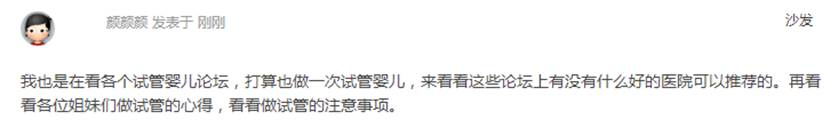 颜颜颜 发表于 刚刚
沙发
我也是在看各个试管婴儿论坛，打算也做一次试管婴儿，来看看这些论坛上有没有什么好的医院可以推荐的。再看
看各位姐妹们做试管的心得，看看做试管的注意事项。